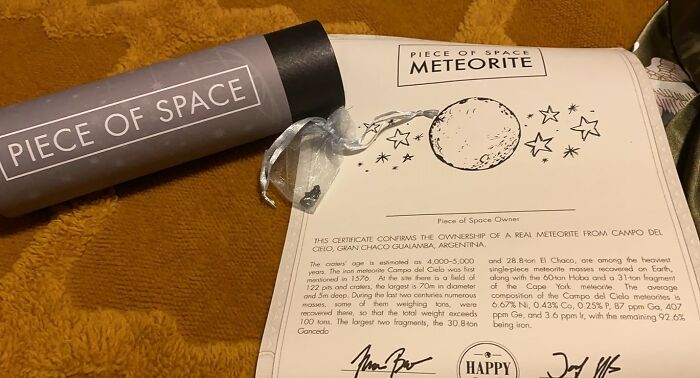 PIECE OF SPACE
PIECE OF SPACE
METEORITE
Piece of Space Owner
THIS CERTIFICATE CONFIRMS THE OWNERSHIP OF A REAL METEORITE FROM CAMPO DEL
CIELO, GRAN CHACO GUALAMBA, ARGENTINA.
The craters' age is estimated as 4,000–5,000
years. The iron meteorite Campo del Cielo was first
mentioned in 1576. At the site there is a field of
122 pits and craters, the largest is 70m in diameter
and 5m deep. During the last two centuries numerous
masses, some of them weighing tons, were
recovered there, so that the total weight exceeds
100 tons. The largest two fragments, the 30.8-ton
Gancedo
and 28.8-ton El Chaco, are among the heaviest
single-piece meteorite masses recovered on Earth,
along with the 60-ton Hoba and a 31-ton fragment
of the Cape York meteorite. The average
composition of the Campo del Cielo meteorites is
6.67% Ni, 0.43% Co, 0.25% P, 87 ppm Ga, 407
ppm Ge, and 3.6 ppm Ir, with the remaining 92.6%
being iron.
HAPPY